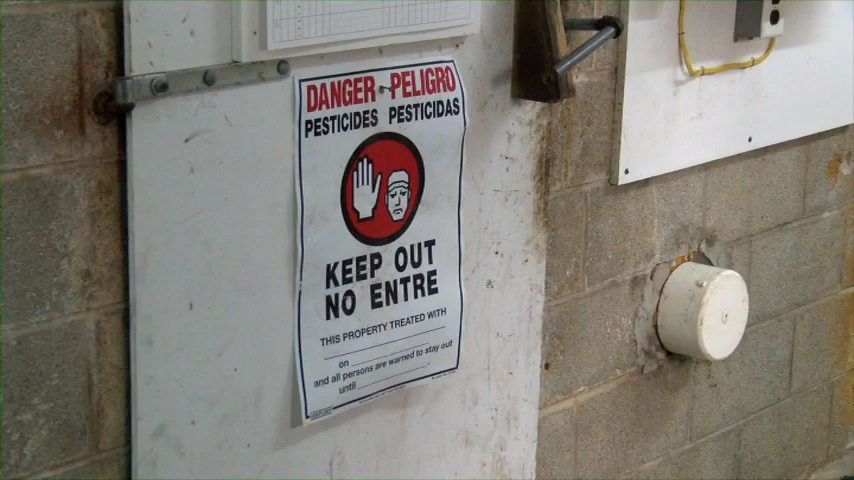 DANGER PELIGRO
PESTICIDES PESTICIDAS
KEEP OUT
NO ENTRE
THIS PROPERTY TREATED WITH
on
and all persons are warned to stay out
until